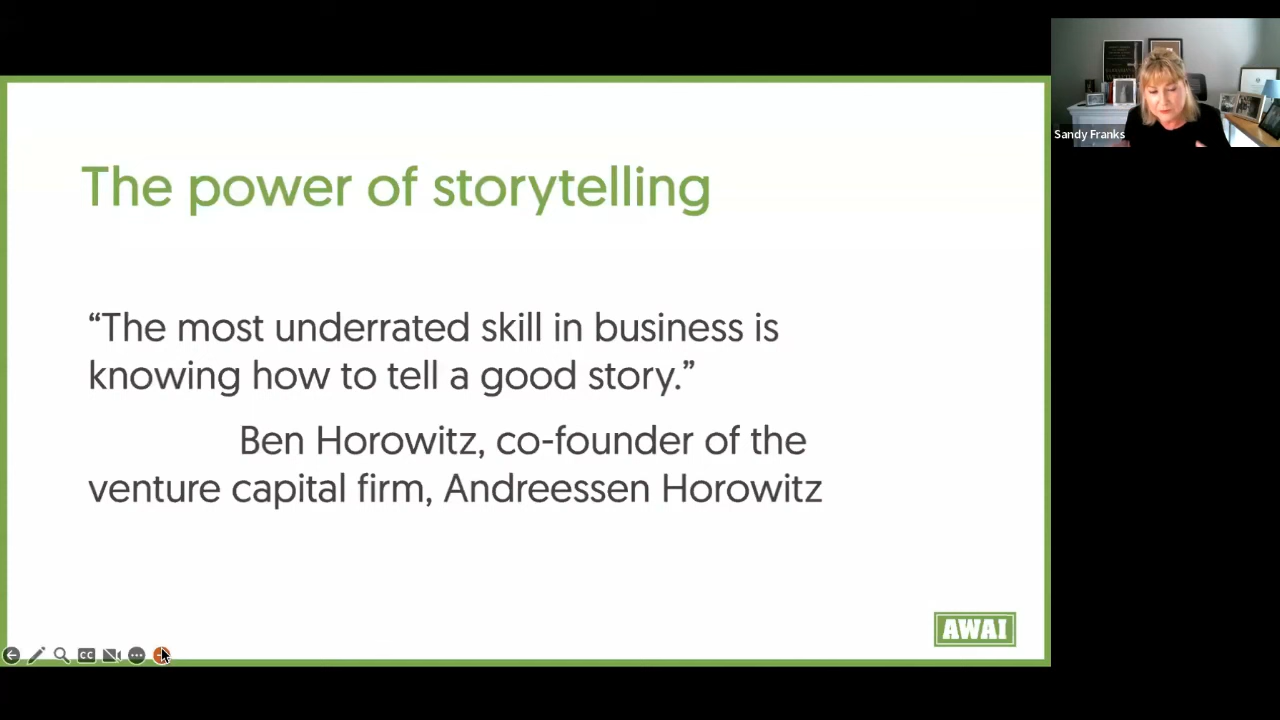 The power of storytelling
“The most underrated skill in business is
knowing how to tell a good story.”
Ben Horowitz, co-founder of the
venture capital firm, Andreessen Horowitz
AWAI
CC
Sandy Franks